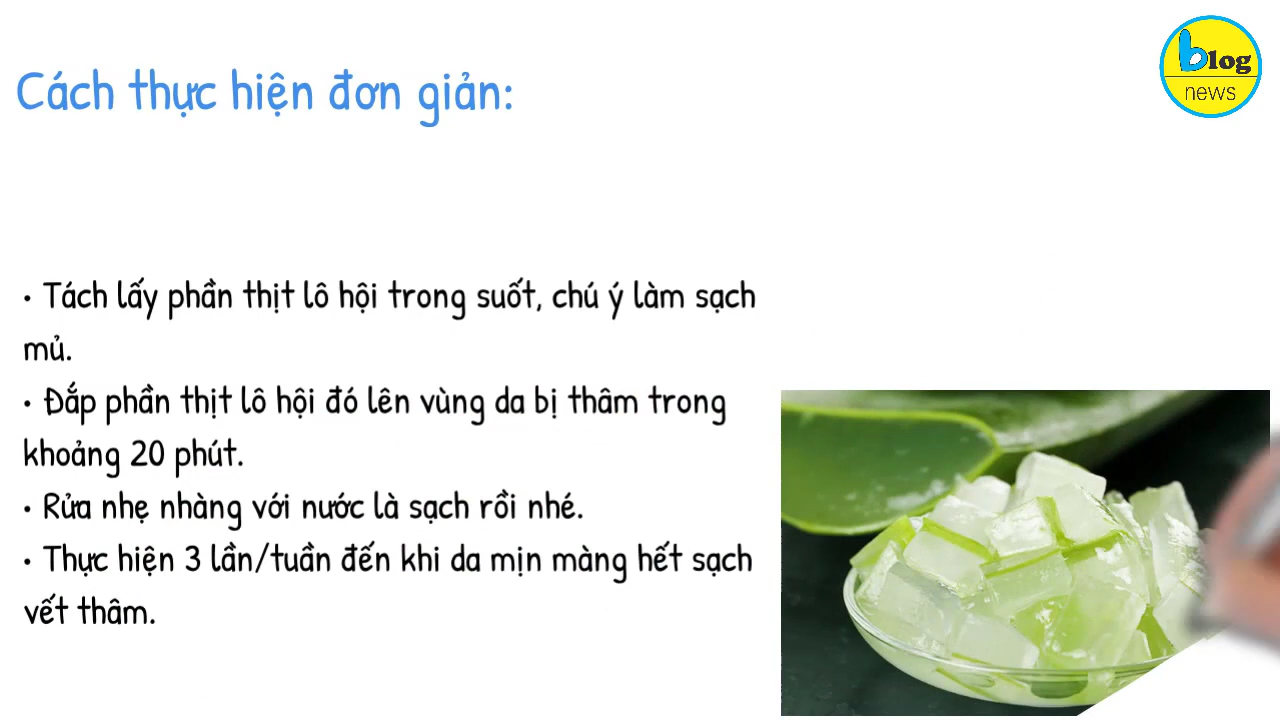 blog
news
Cách thực hiện đơn giản:
• Tách lấy phần thịt lô hội trong suốt, chú ý làm sạch
mủ.
• Đắp phần thịt lô hội đó lên vùng da bị thâm trong
khoảng 20 phút.
• Rửa nhẹ nhàng với nước là sạch rồi nhé.
• Thực hiện 3 lần/tuần đến khi da mịn màng hết sạch
vết thâm.